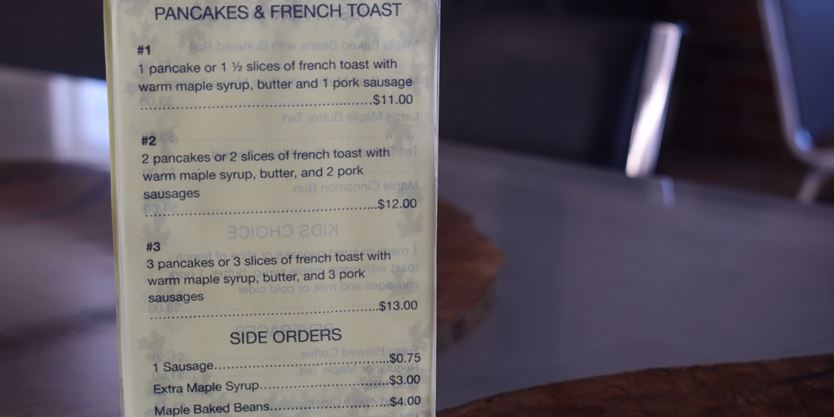 PANCAKES & FRENCH TOAST
#1
1 pancake or 1 ½ slices of french toast with
warm maple syrup, butter and 1 pork sausage
$11.00
#2
2 pancakes or 2 slices of french toast with
warm maple syrup, butter, and 2 pork
sausages
$12.00
#3
3 pancakes or 3 slices of french toast with
warm maple syrup, butter, and 3 pork
sausages
$13.00
SIDE ORDERS
1 Sausage $0.75
Extra Maple Syrup $3.00
Maple Baked Beans $4.00